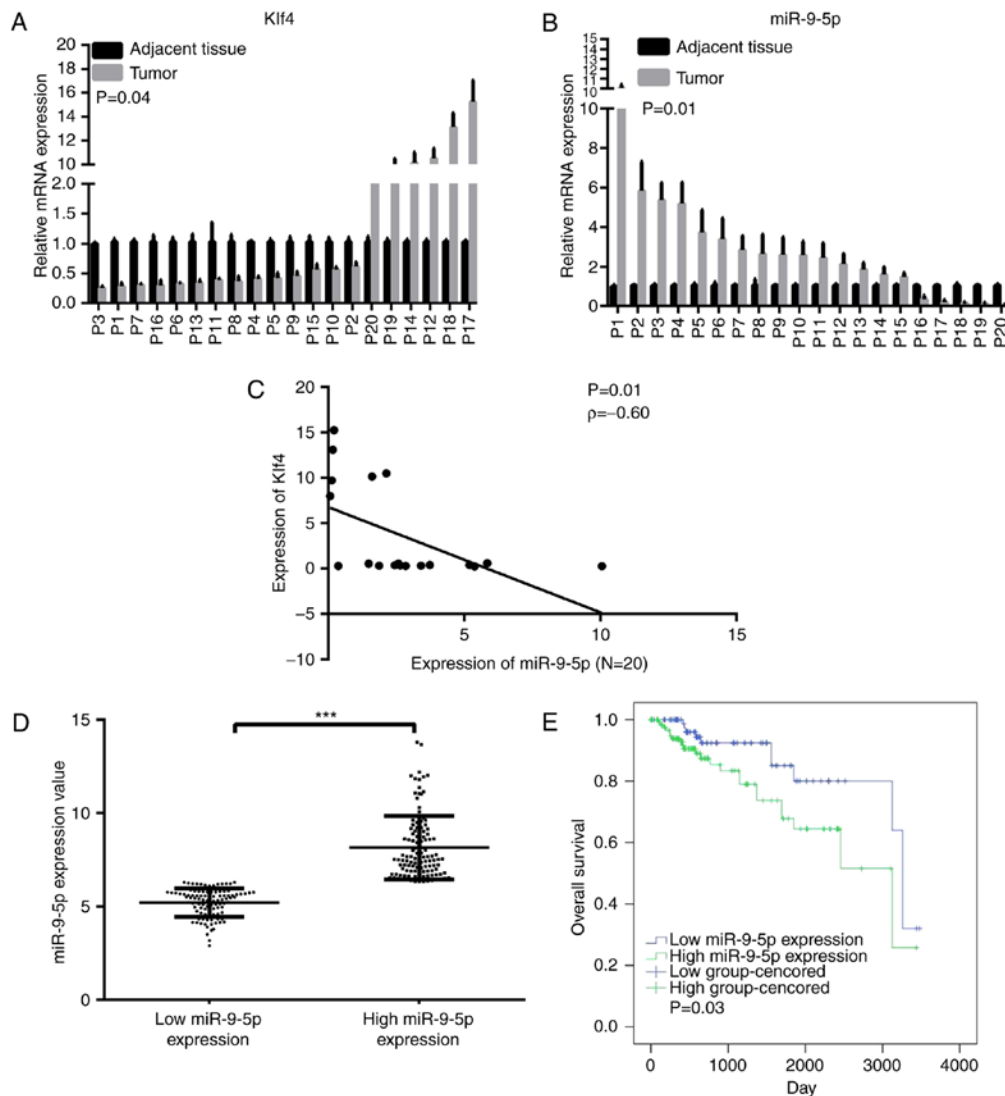 A
Klf4
Relative mRNA expression
20
18
16
14
12
10
2.0
1.5
1.0
0.5
0.0
Adjacent tissue
Tumor
P=0.04
P3 P1 P7 P16 P6 P13 P11 P8 P4 P5 P9 P15 P10 P2 P20 P19 P14 P12 P18 P17
B
miR-9-5p
Relative mRNA expression
15
14
13
12
11
10
10
8
6
4
2
0
Adjacent tissue
Tumor
P=0.01
P1 P2 P3 P4 P5 P6 P7 P8 P9 P10 P11 P12 P13 P14 P15 P16 P17 P18 P19 P20
C
P=0.01
ρ=−0.60
Expression of Klf4
20
15
10
5
0
−5
−10
5 10 15
Expression of miR-9-5p (N=20)
D
miR-9-5p expression value
15
10
5
0
***
Low miR-9-5p
expression
High miR-9-5p
expression
E
Overall survival
1.0
0.8
0.6
0.4
0.2
0.0
Low miR-9-5p expression
High miR-9-5p expression
Low group-cencored
High group-cencored
P=0.03
0 1000 2000 3000 4000
Day